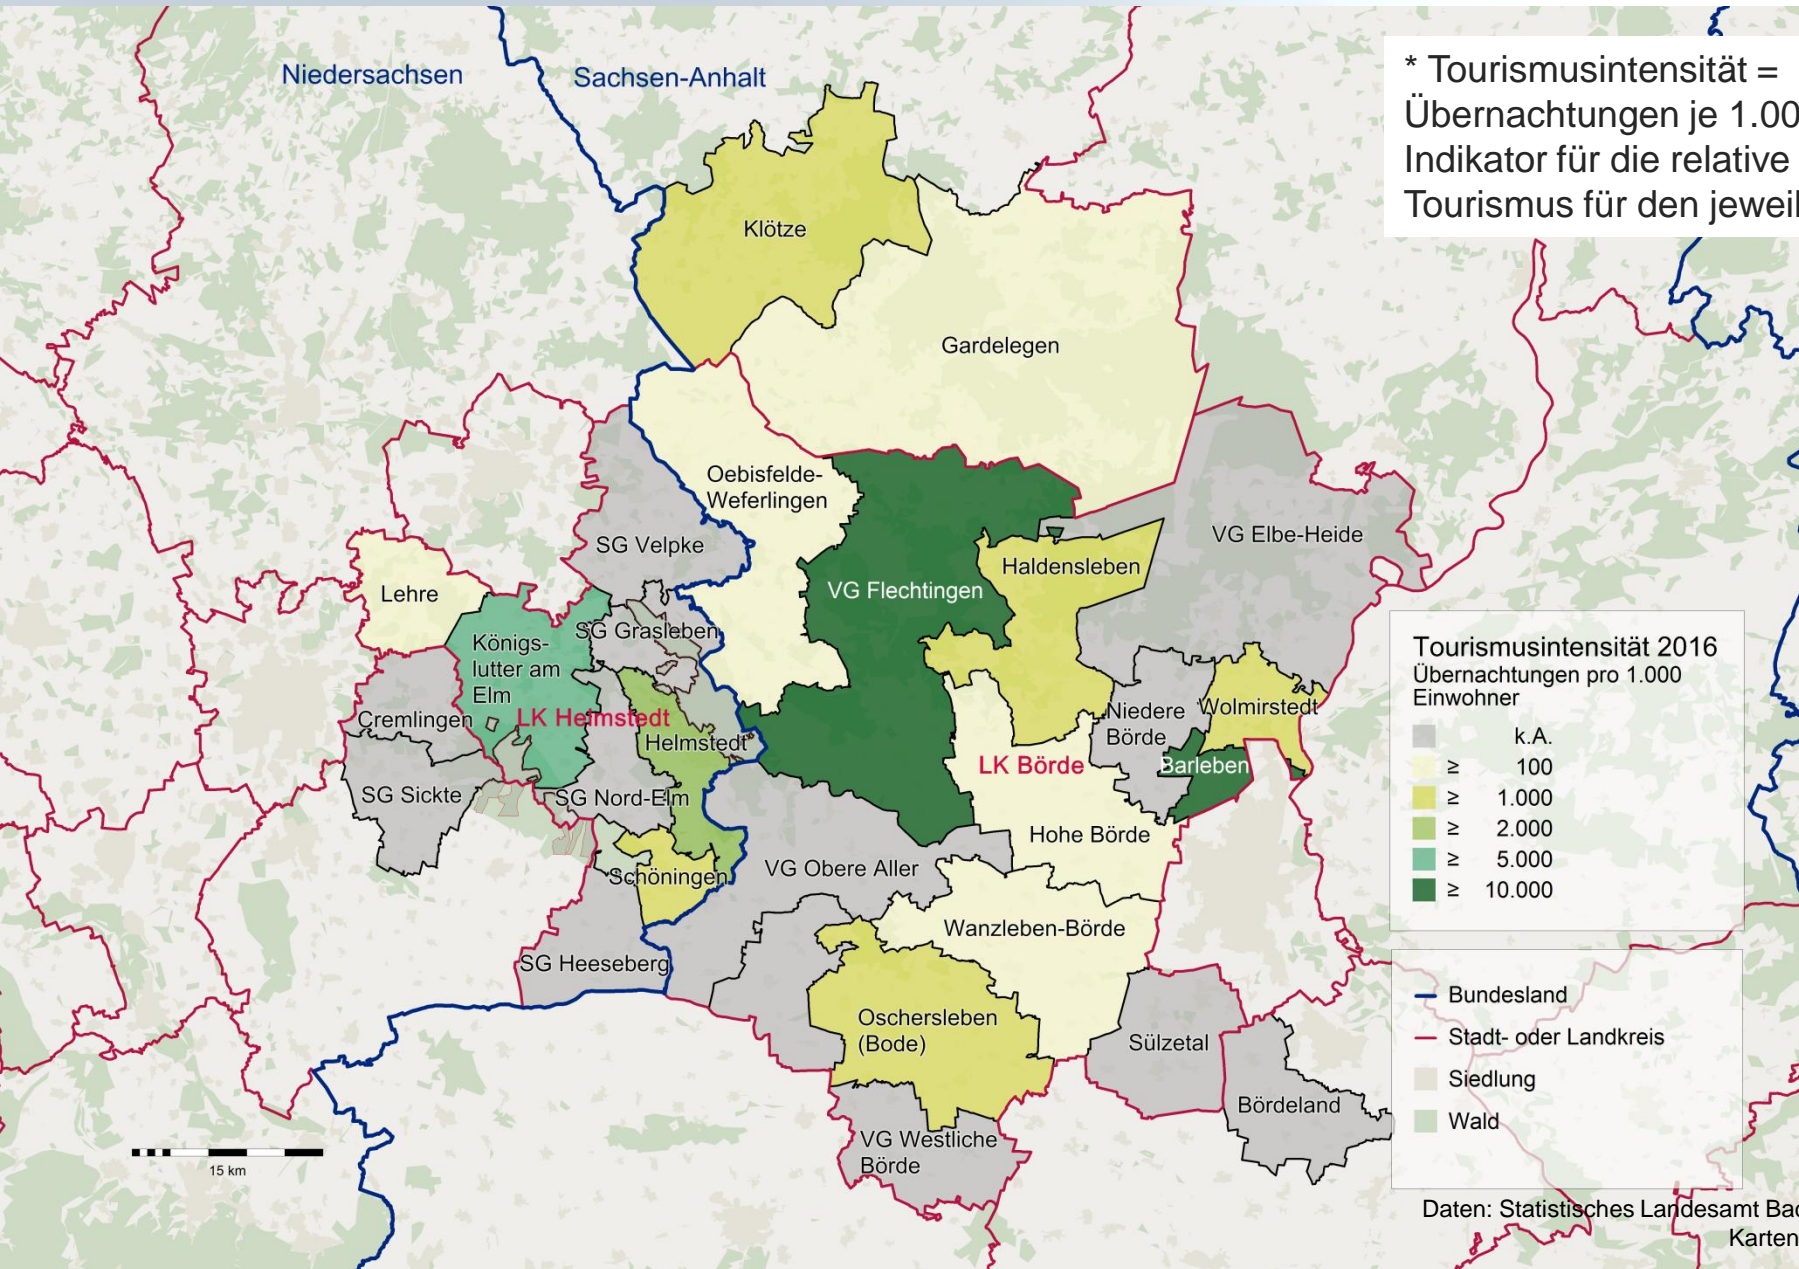 Niedersachsen
Sachsen-Anhalt
* Tourismusintensität =
Übernachtungen je 1.00
Indikator für die relative
Tourismus für den jeweil
Klötze
Gardelegen
Oebisfelde-
Weferlingen
SG Velpke
VG Elbe-Heide
Haldensleben
VG Flechtingen
Lehre
SG Grasleben
Königs-
lutter am
Elm
Cremlingen
LK Helmstedt
Helmstedt
Niedere
Börde
Wolmirstedt
LK Börde
Barleben
SG Sickte
SG Nord-Elm
Hohe Börde
Schöningen
VG Obere Aller
Wanzleben-Börde
SG Heeseberg
Oschersleben
(Bode)
Sülzetal
Bördeland
VG Westliche
Börde
15 km
Tourismusintensität 2016
Übernachtungen pro 1.000
Einwohner
k.A.
≥ 100
≥ 1.000
≥ 2.000
≥ 5.000
≥ 10.000
Bundesland
Stadt- oder Landkreis
Siedlung
Wald
Daten: Statistisches Landesamt Bad
Karten